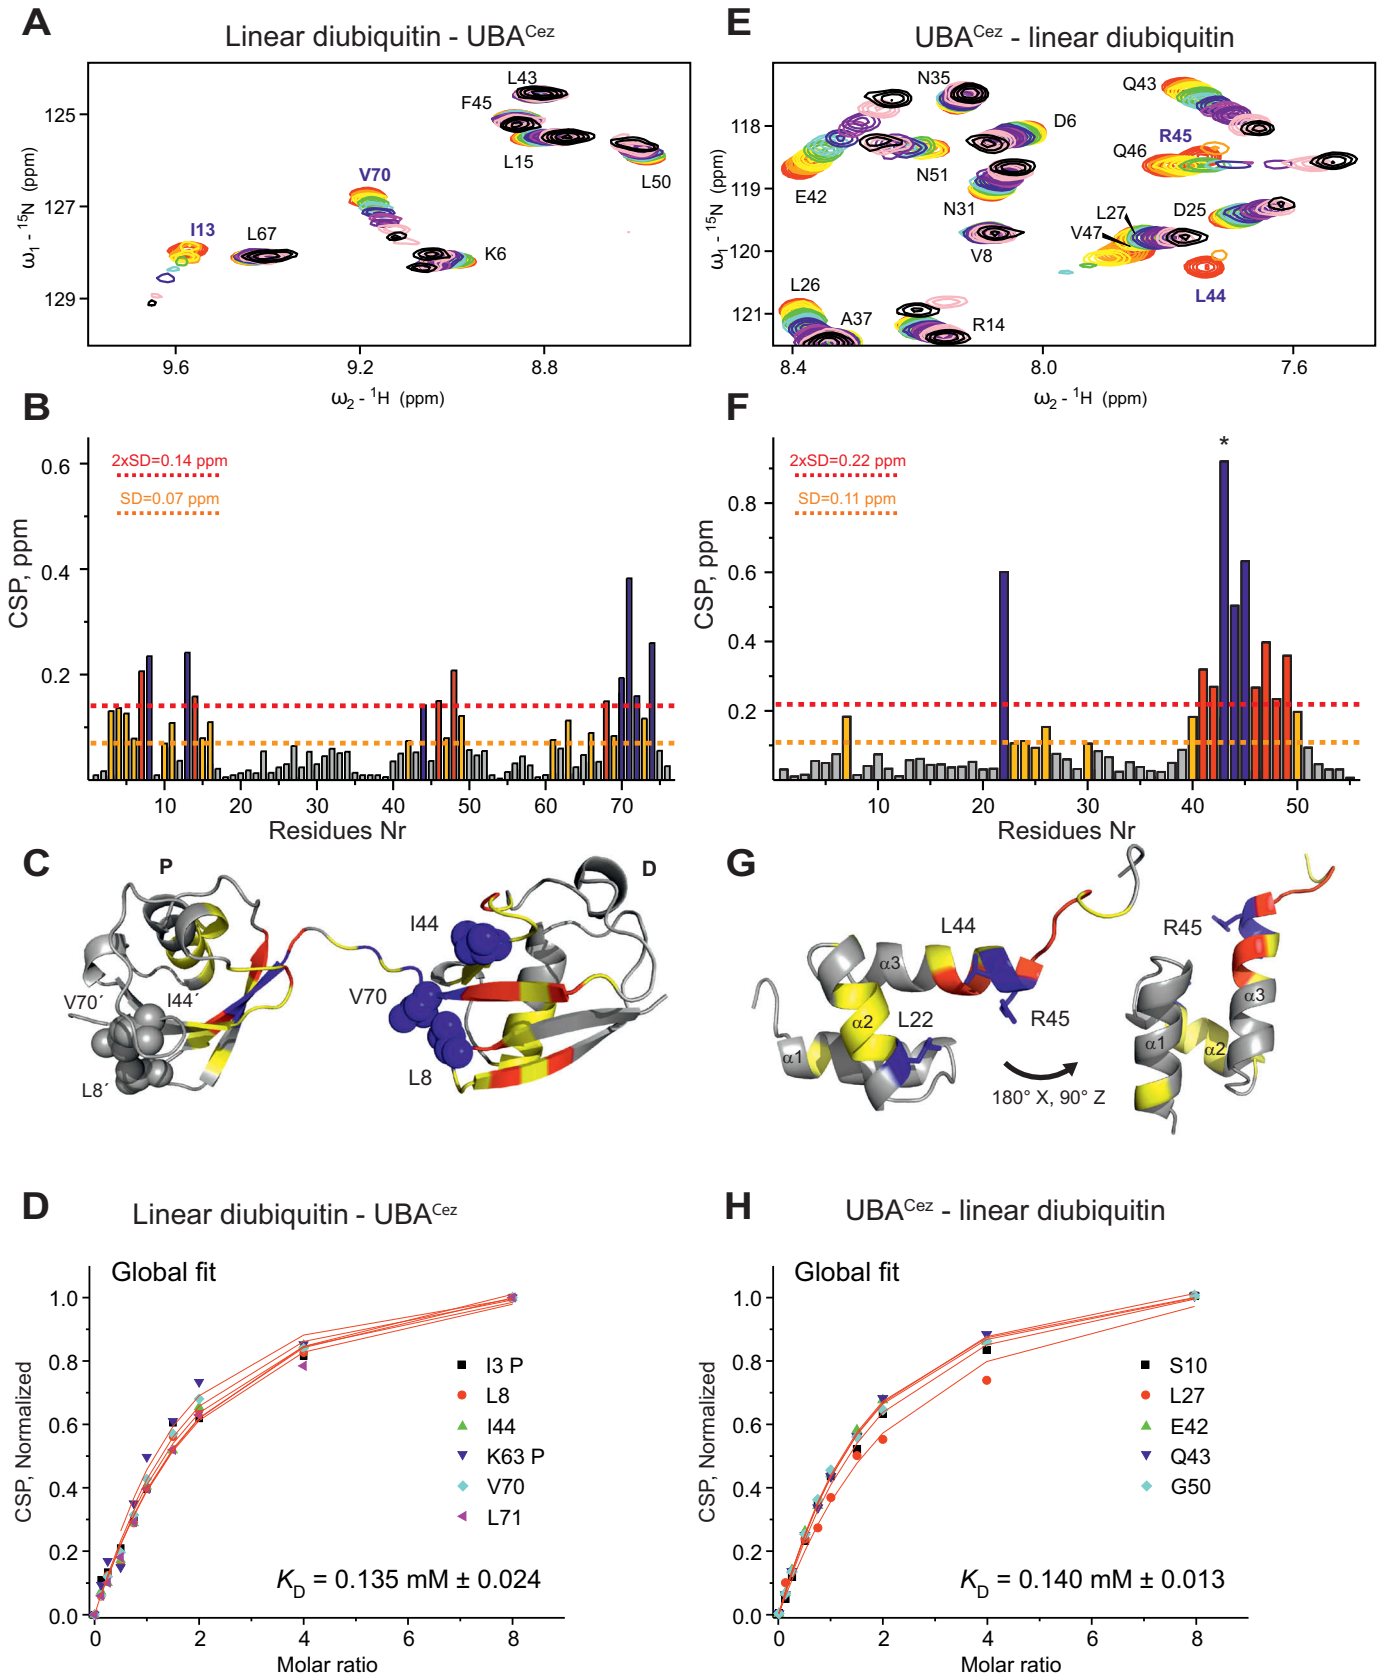 A
Linear diubiquitin - UBACez
L43
F45
L15
L50
V70
I13
L67
K6
125
127
129
ω1 - 15N (ppm)
9.6
9.2
8.8
ω2 - 1H (ppm)
E
UBACez - linear diubiquitin
N35
Q43
D6
R45
Q46
N51
E42
N31
L27
D25
V47
V8
L26
L44
A37
R14
118
119
120
121
ω1 - 15N (ppm)
8.4
8.0
7.6
ω2 - 1H (ppm)
B
2xSD=0.14 ppm
SD=0.07 ppm
0.6
0.4
0.2
CSP, ppm
10
20
30
40
50
60
70
Residues Nr
F
*
2xSD=0.22 ppm
SD=0.11 ppm
0.8
0.6
0.4
0.2
CSP, ppm
10
20
30
40
50
Residues Nr
C
P
D
I44
V70´
I44´
V70
L8´
L8
G
L44
R45
α3
α2
L22
R45
α1
α3
α1
α2
180° X, 90° Z
D
Linear diubiquitin - UBACez
Global fit
1.0
0.8
0.6
0.4
0.2
0.0
CSP, Normalized
I3 P
L8
I44
K63 P
V70
L71
KD = 0.135 mM ± 0.024
0
2
4
6
8
Molar ratio
H
UBACez - linear diubiquitin
Global fit
1.0
0.8
0.6
0.4
0.2
0.0
CSP, Normalized
S10
L27
E42
Q43
G50
KD = 0.140 mM ± 0.013
0
2
4
6
8
Molar ratio